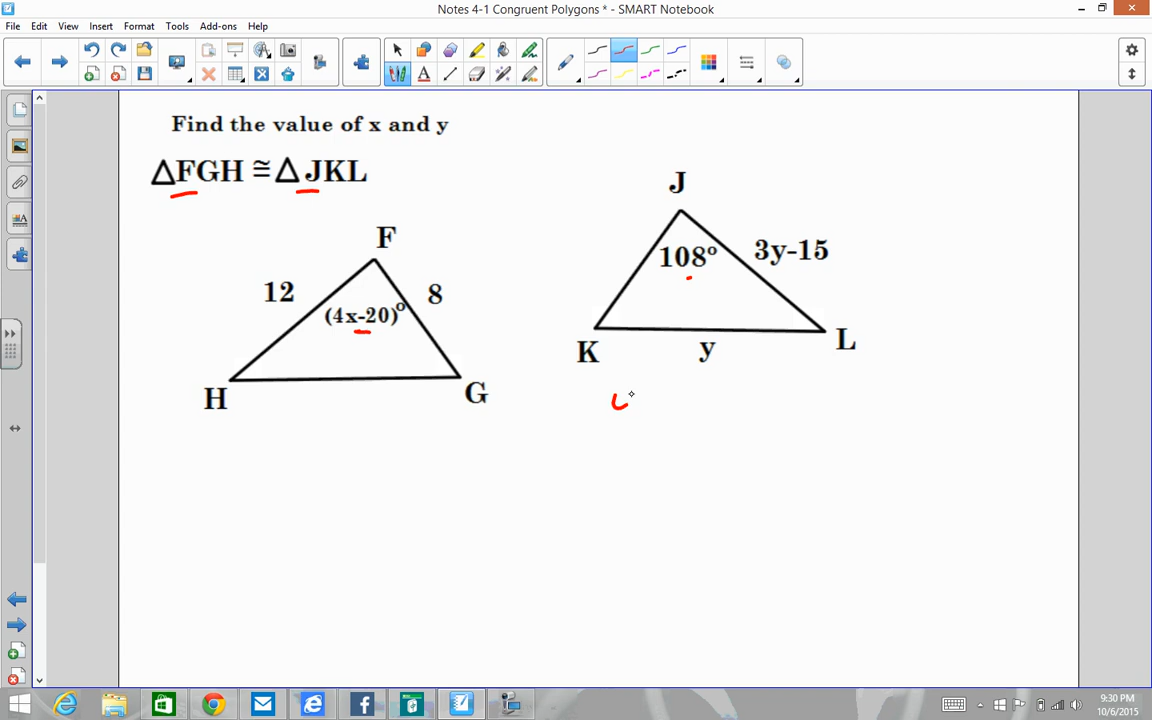 Notes 4-1 Congruent Polygons * - SMART Notebook
File Edit View Insert Format Tools Add-ons Help
Find the value of x and y
△FGH ≅ △JKL
J
F
108° 3y-15
12 8
(4x-20)°
K y L
H G
9:30 PM
10/6/2015